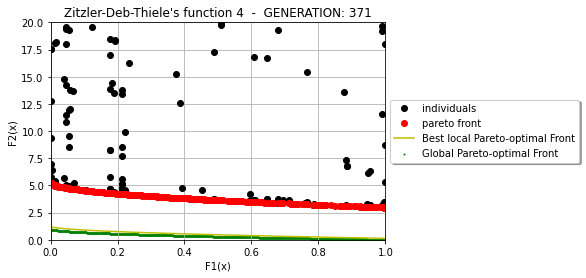 Zitzler-Deb-Thiele's function 4 - GENERATION: 371
20.0
17.5
15.0
12.5
10.0
7.5
5.0
2.5
0.0
F2(x)
0.0 0.2 0.4 0.6 0.8 1.0
F1(x)
individuals
pareto front
Best local Pareto-optimal Front
Global Pareto-optimal Front